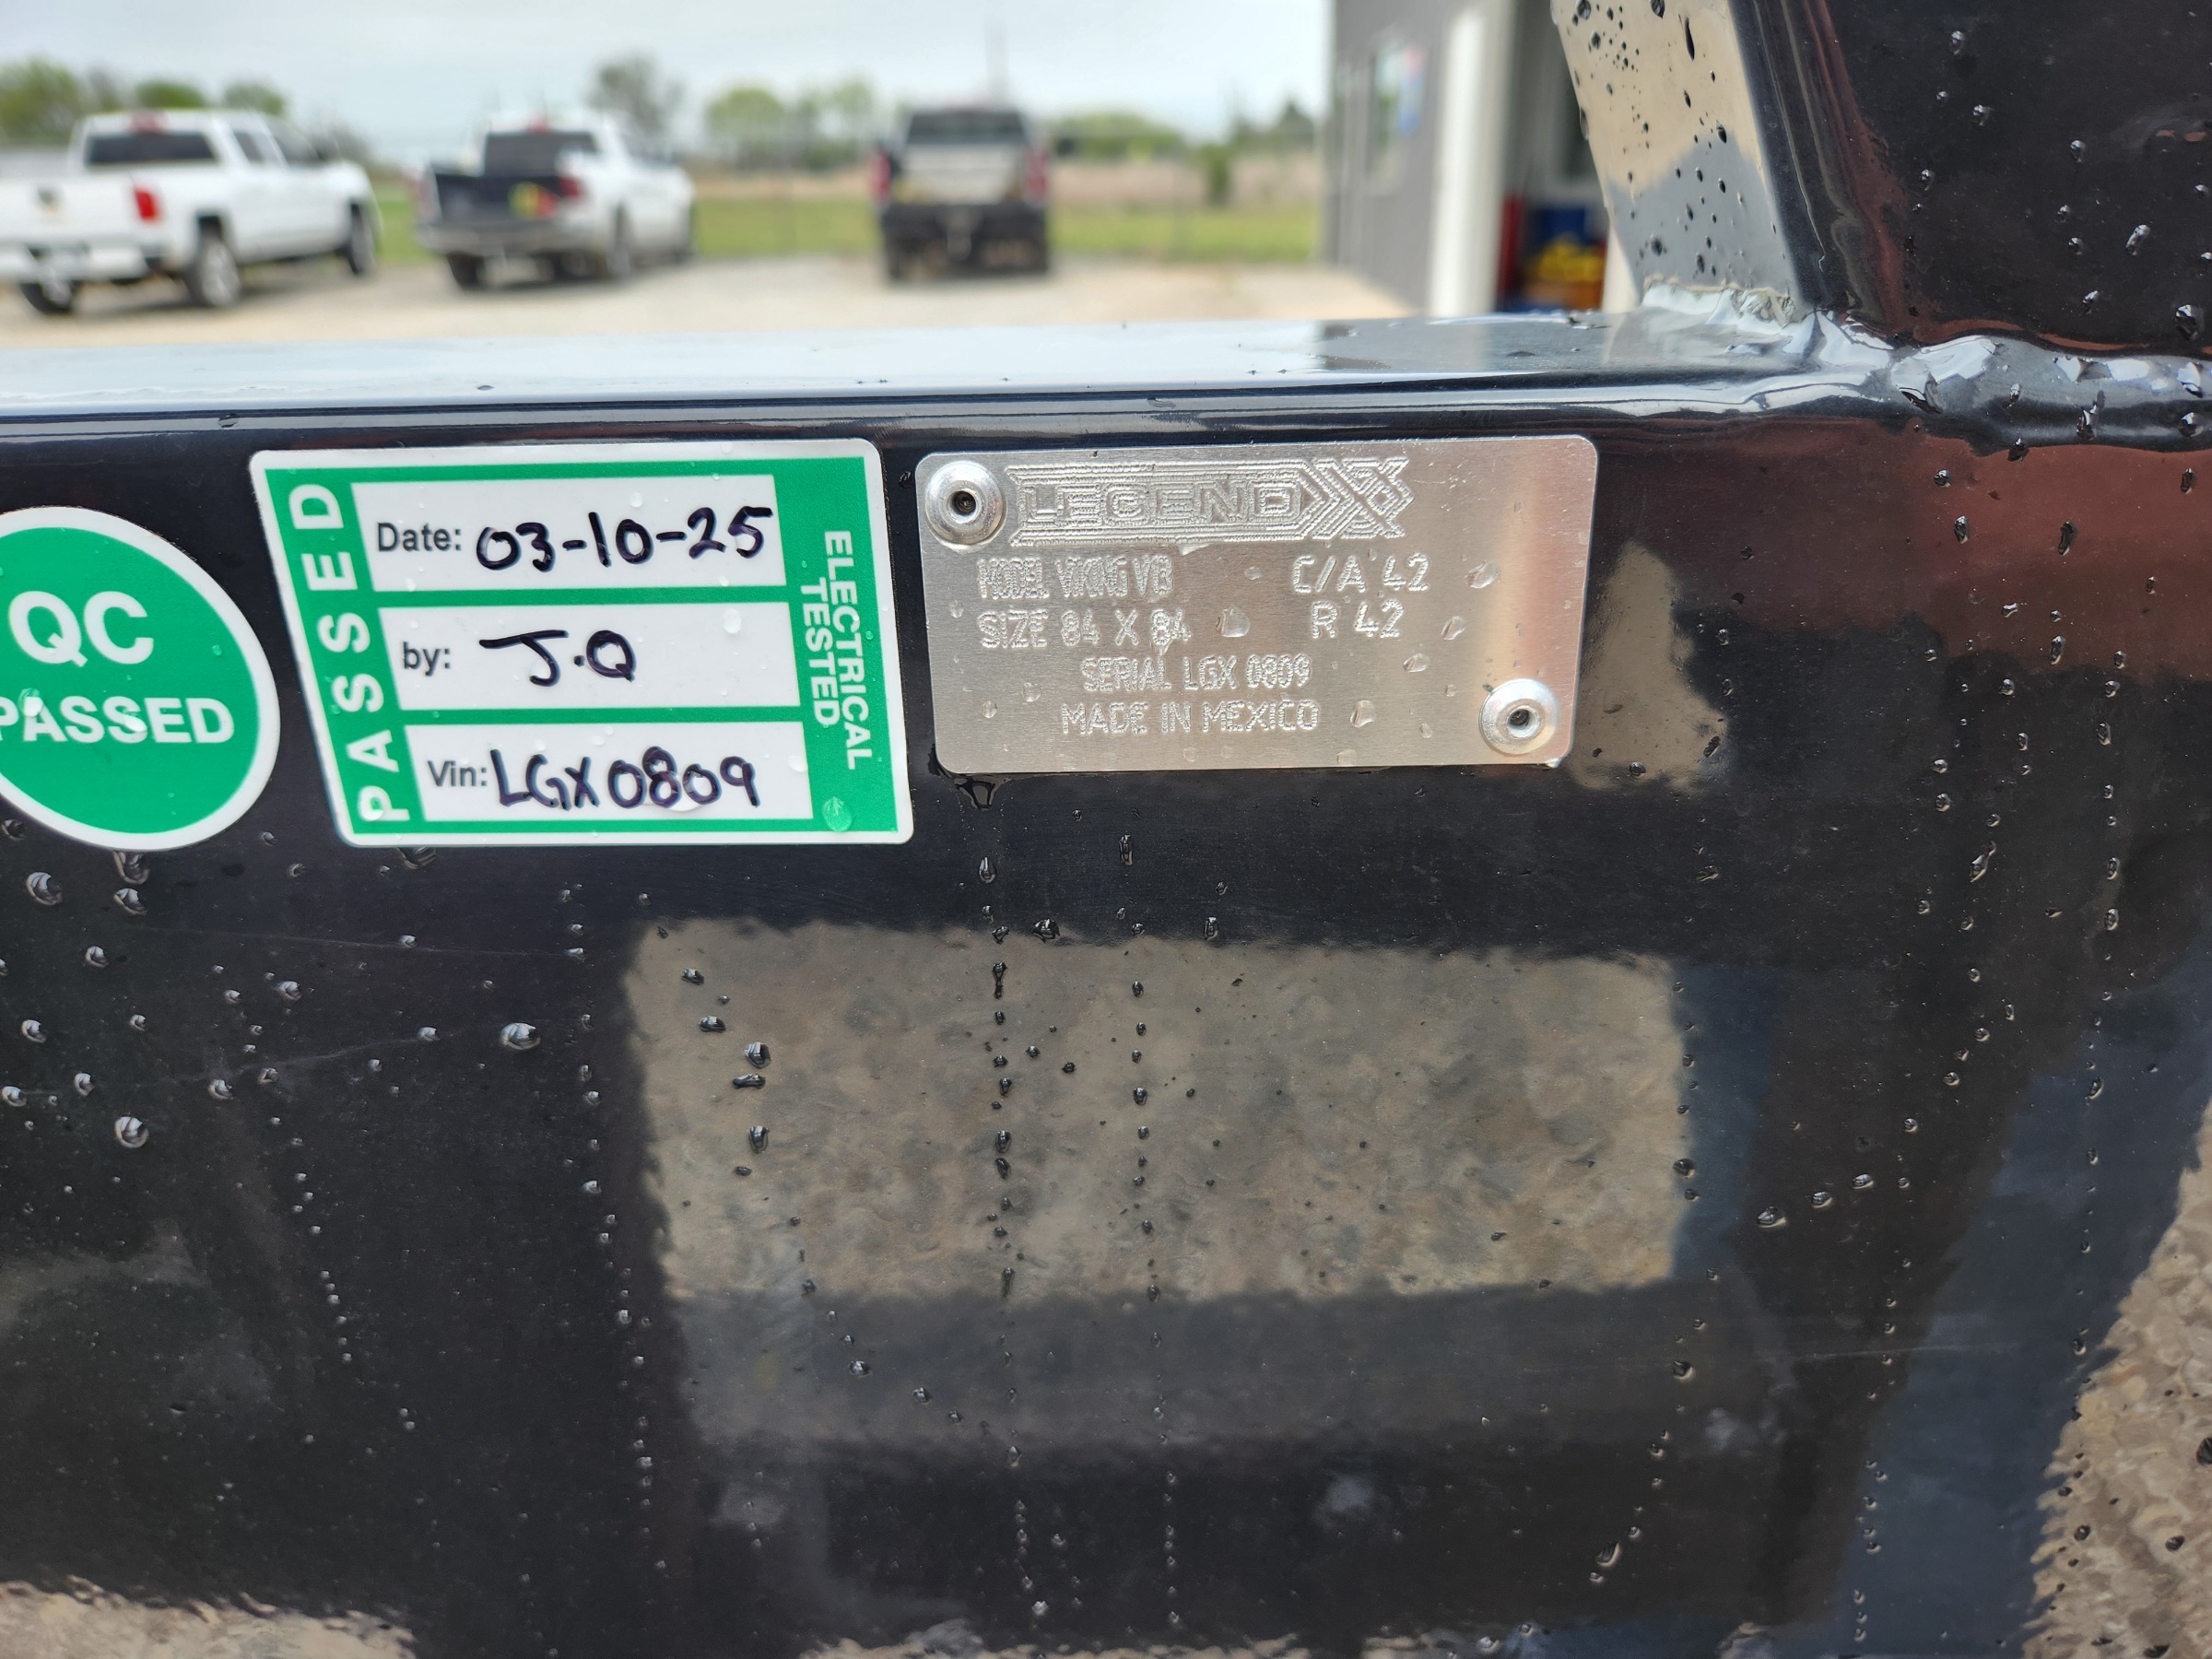 QC
PASSED
PASSED
Date: 03-10-25
by: J.Q
Vin: LGX0809
ELECTRICAL
TESTED
LEGEND
MODEL VIKING VB C/A 42
SIZE 84 X 84 R 42
SERIAL LGX 0809
MADE IN MEXICO